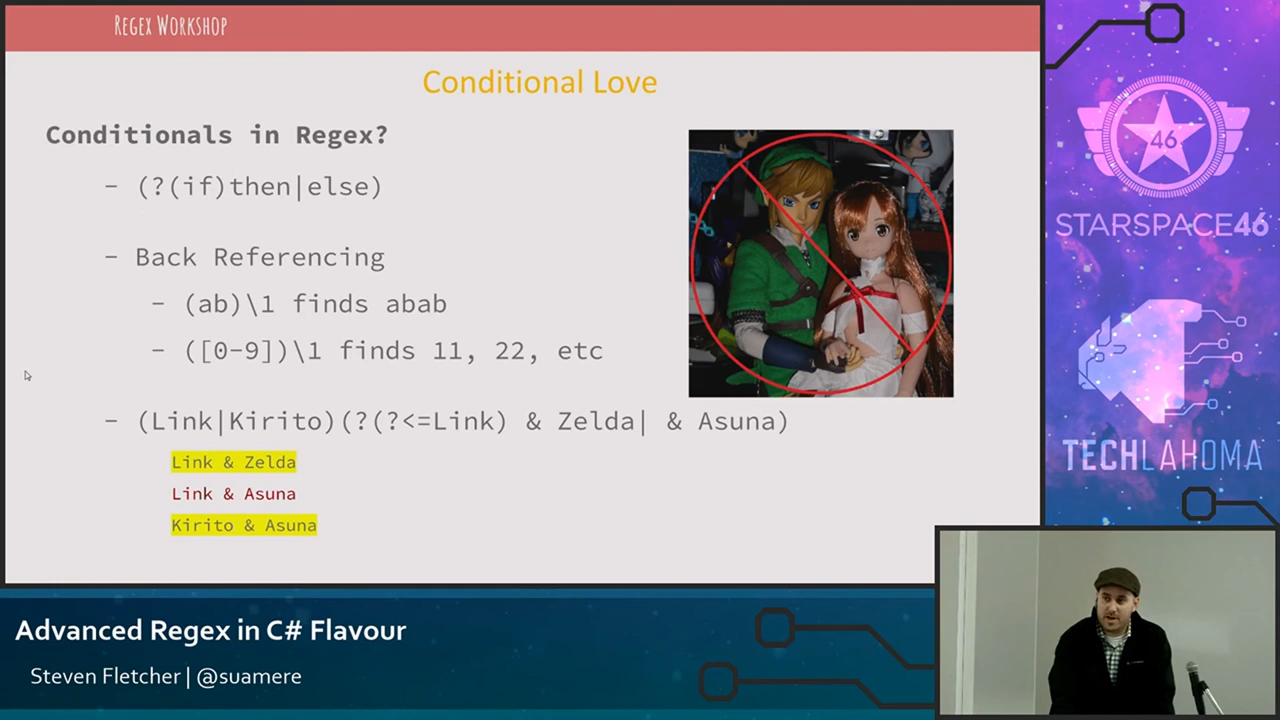 Regex Workshop
Conditional Love
Conditionals in Regex?
– (?(if)then|else)
– Back Referencing
– (ab)\1 finds abab
– ([0-9])\1 finds 11, 22, etc
– (Link|Kirito)(?(?<=Link) & Zelda| & Asuna)
Link & Zelda
Link & Asuna
Kirito & Asuna
46
STARSPACE46
TECHLAHOMA
Advanced Regex in C# Flavour
Steven Fletcher | @suamere